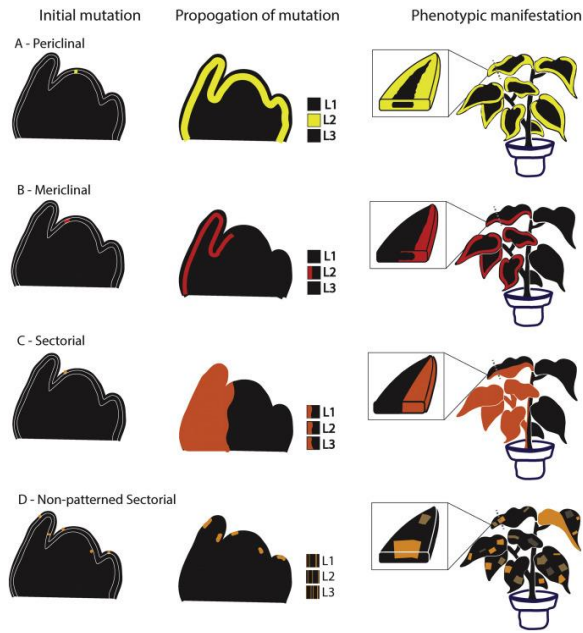 Initial mutation
Propogation of mutation
Phenotypic manifestation
A - Periclinal
L1
L2
L3
B - Mericlinal
L1
L2
L3
C - Sectorial
L1
L2
L3
D - Non-patterned Sectorial
L1
L2
L3